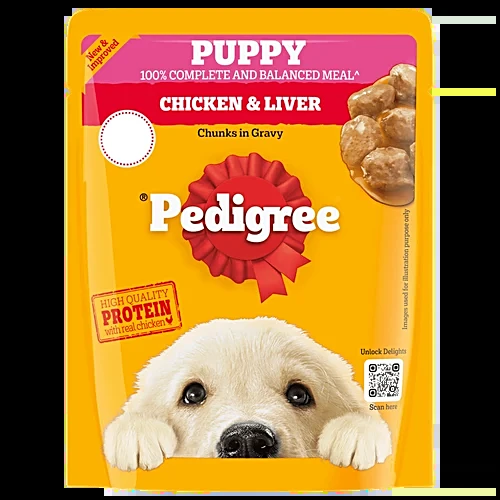 New &
Improved
PUPPY
100% COMPLETE AND BALANCED MEAL^
CHICKEN & LIVER
Chunks in Gravy
® Pedigree
HIGH QUALITY
PROTEIN
with real chicken
Images used for illustration purpose only
Unlock Delights
Scan here